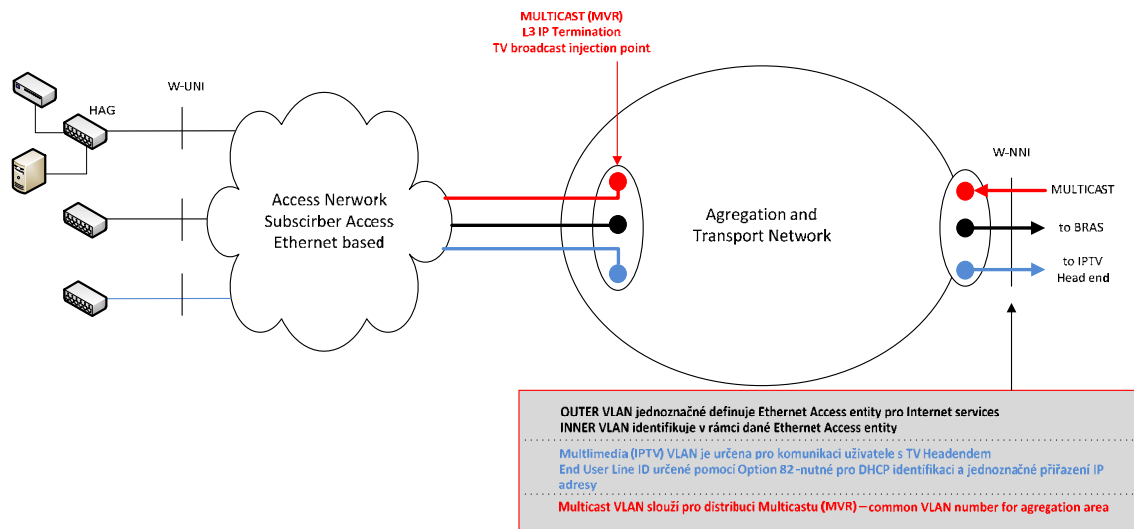 MULTICAST (MVR)
L3 IP Termination
TV broadcast injection point
W-UNI
HAG
W-NNI
Access Nerwork
Subscirber Access
Ethernet based
Agregation and
Transport Network
MULTICAST
to BRAS
to IPTV
Head end
OUTER VLAN jednoznačné definuje Ethernet Access entity pro Internet services
INNER VLAN identifikuje v rámci dané Ethernet Access entity
Multlimedia (IPTV) VLAN je určena pro komunikaci uživatele s TV Headendem
End User Line ID určené pomocí Option 82 -nutné pro DHCP identifikaci a jednoznačné přiřazení IP
adresy
Multicast VLAN slouží pro distribuci Multicastu (MVR) – common VLAN number for agregation area